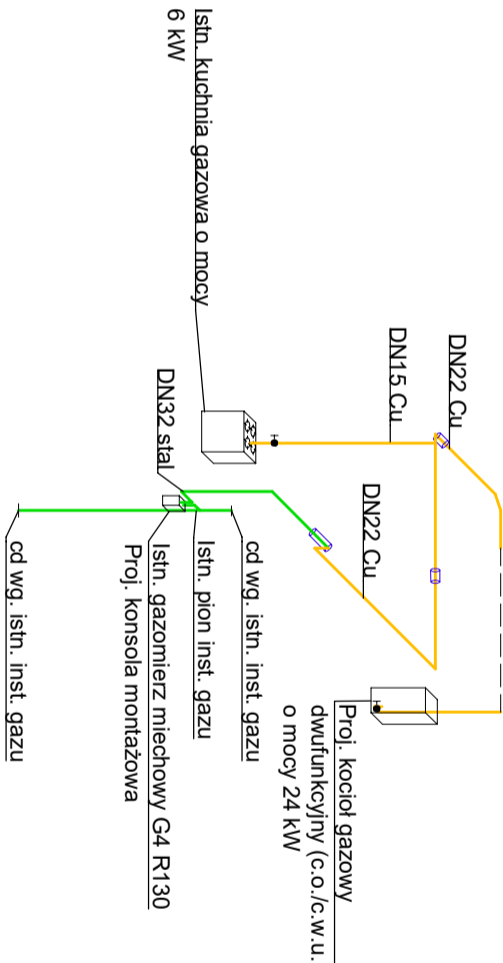 Istn. kuchnia gazowa o mocy
6 kW
DN22 Cu
DN15 Cu
DN22 Cu
DN32 stal
Proj. kocioł gazowy
dwufunkcyjny (c.o./c.w.u.
o mocy 24 kW
cd wg. istn. inst. gazu
Istn. pion inst. gazu
Istn. gazomierz miechowy G4 R130
Proj. konsola montażowa
cd wg. istn. inst. gazu